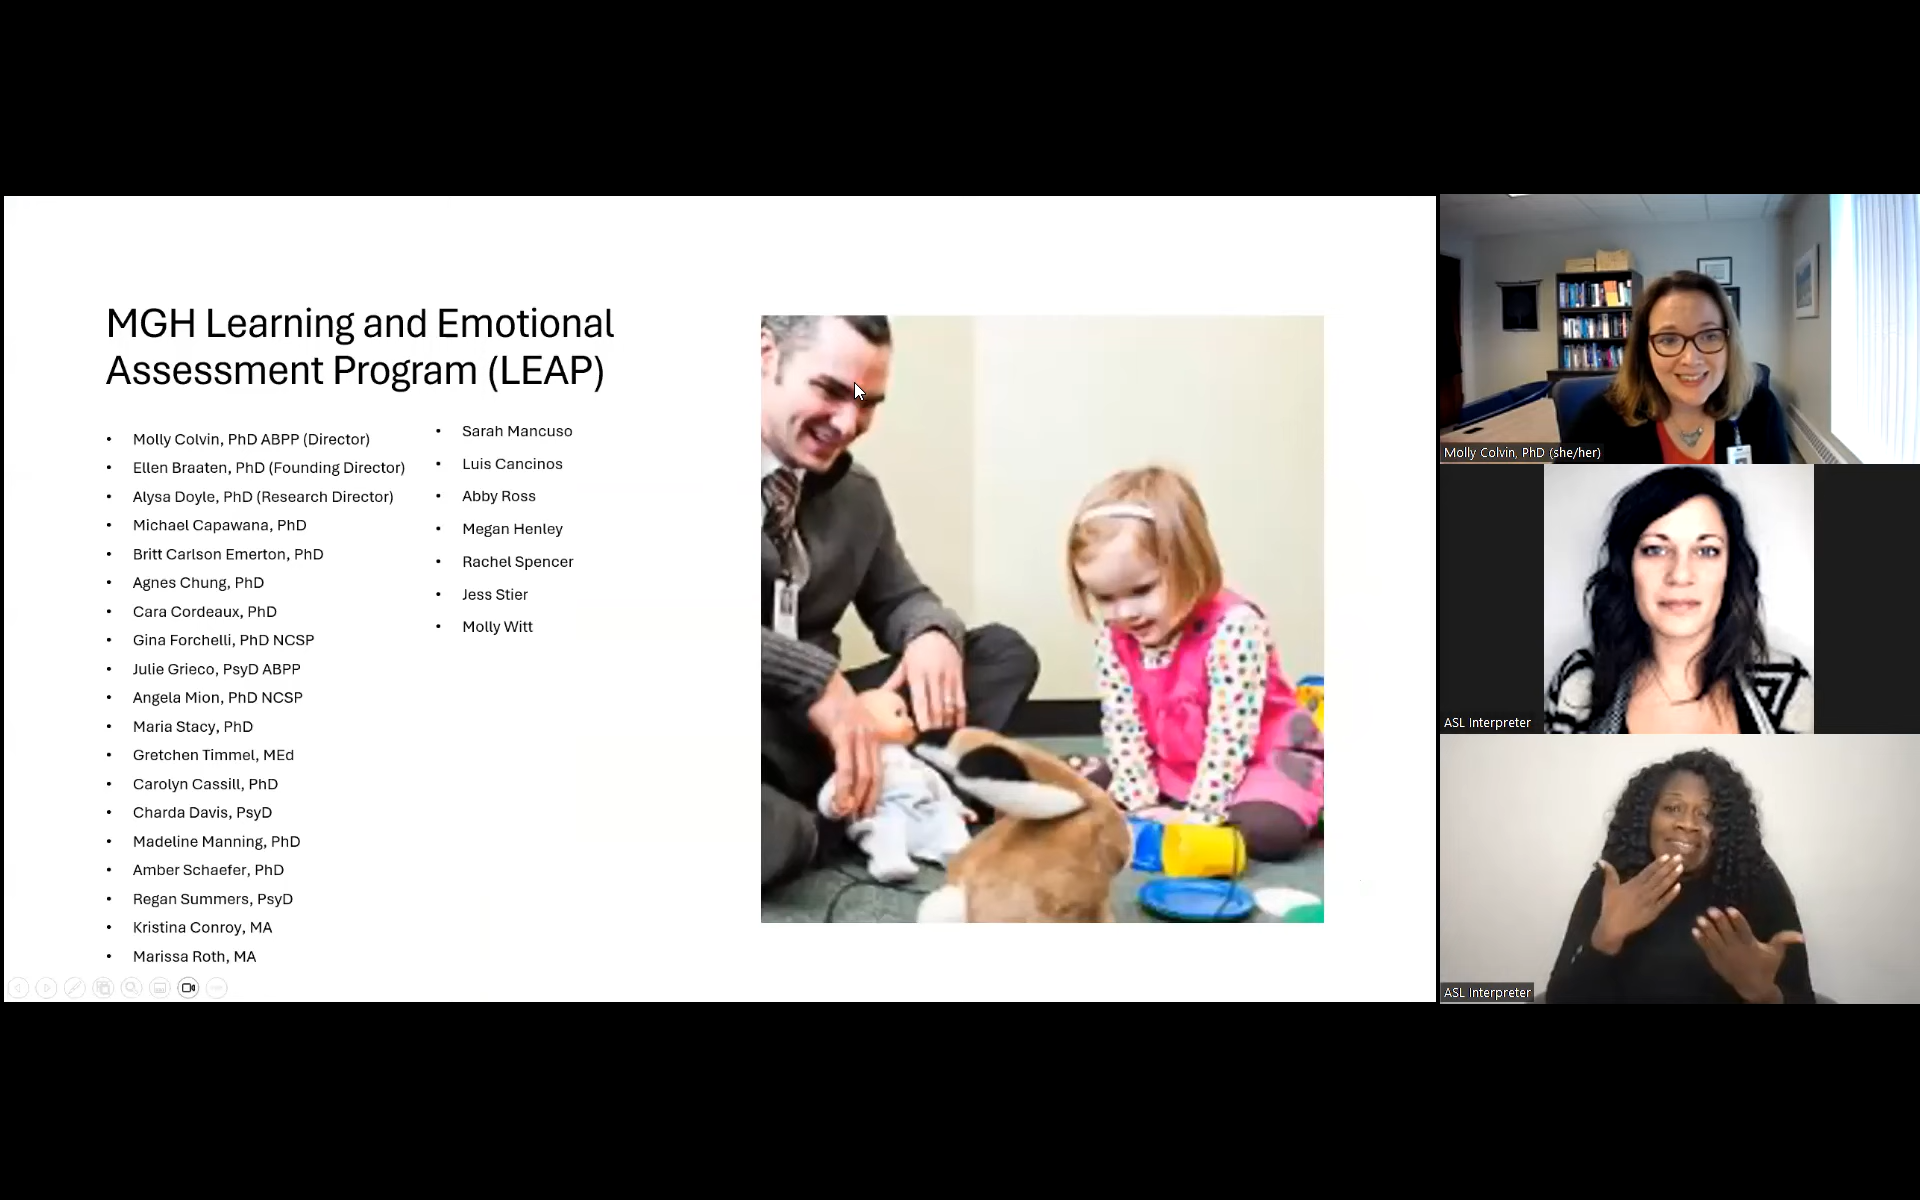 MGH Learning and Emotional
Assessment Program (LEAP)
• Molly Colvin, PhD ABPP (Director)
• Ellen Braaten, PhD (Founding Director)
• Alysa Doyle, PhD (Research Director)
• Michael Capawana, PhD
• Britt Carlson Emerton, PhD
• Agnes Chung, PhD
• Cara Cordeaux, PhD
• Gina Forchelli, PhD NCSP
• Julie Grieco, PsyD ABPP
• Angela Mion, PhD NCSP
• Maria Stacy, PhD
• Gretchen Timmel, MEd
• Carolyn Cassill, PhD
• Charda Davis, PsyD
• Madeline Manning, PhD
• Amber Schaefer, PhD
• Regan Summers, PsyD
• Kristina Conroy, MA
• Marissa Roth, MA
• Sarah Mancuso
• Luis Cancinos
• Abby Ross
• Megan Henley
• Rachel Spencer
• Jess Stier
• Molly Witt
Molly Colvin, PhD (she/her)
ASL Interpreter
ASL Interpreter